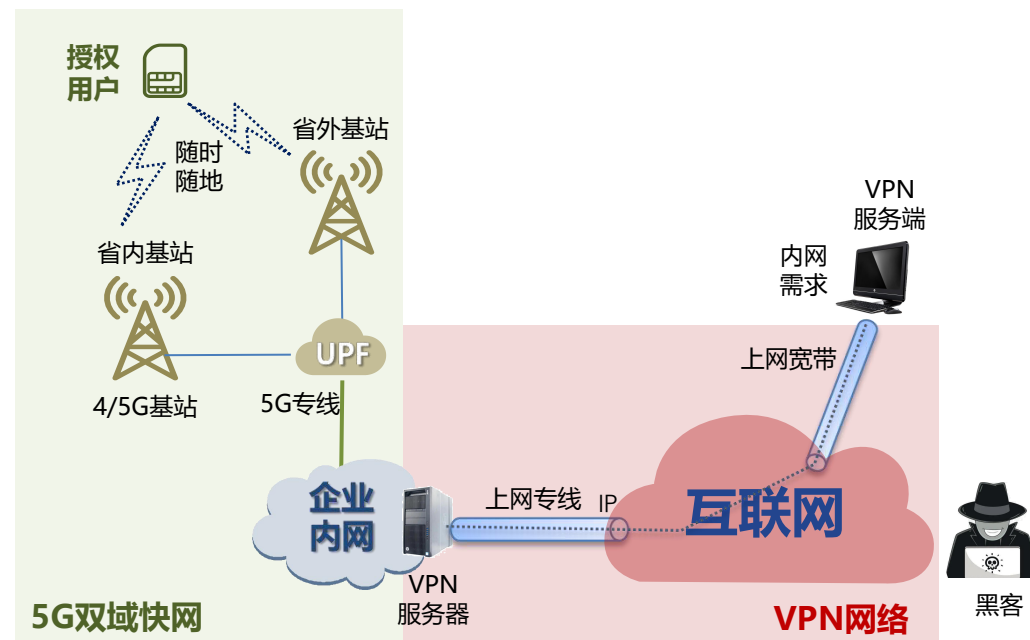 授权
用户
省外基站
随时
随地
省内基站
UPF
4/5G基站
5G专线
企业
内网
5G双域快网
VPN
服务端
内网
需求
上网宽带
上网专线
IP
互联网
VPN
服务器
VPN网络
黑客